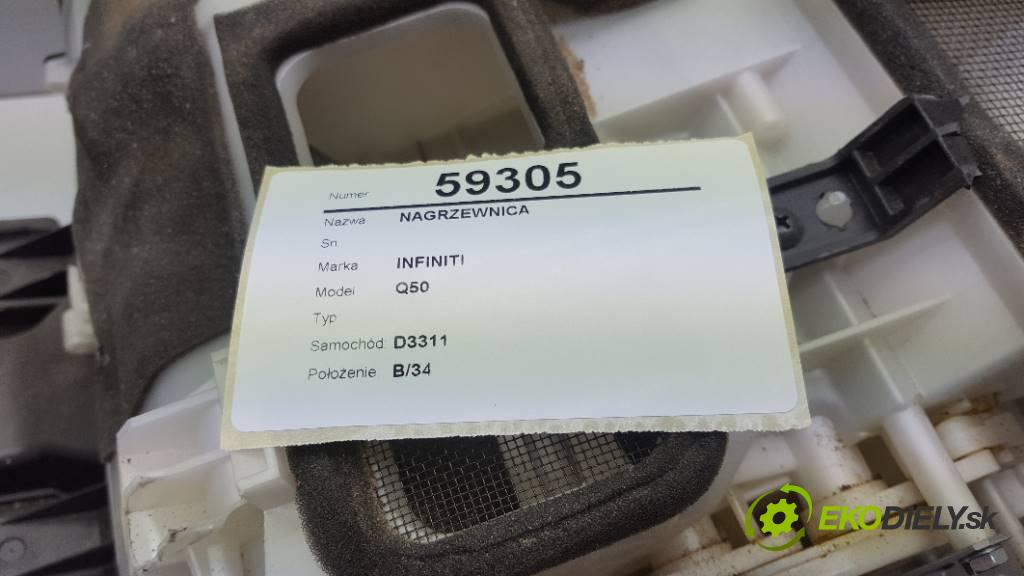 Numer 59305
Nazwa NAGRZEWNICA
Sn
Marka INFINITI
Model Q50
Typ
Samochód D3311
Położenie B/34
EKODIELY.sk